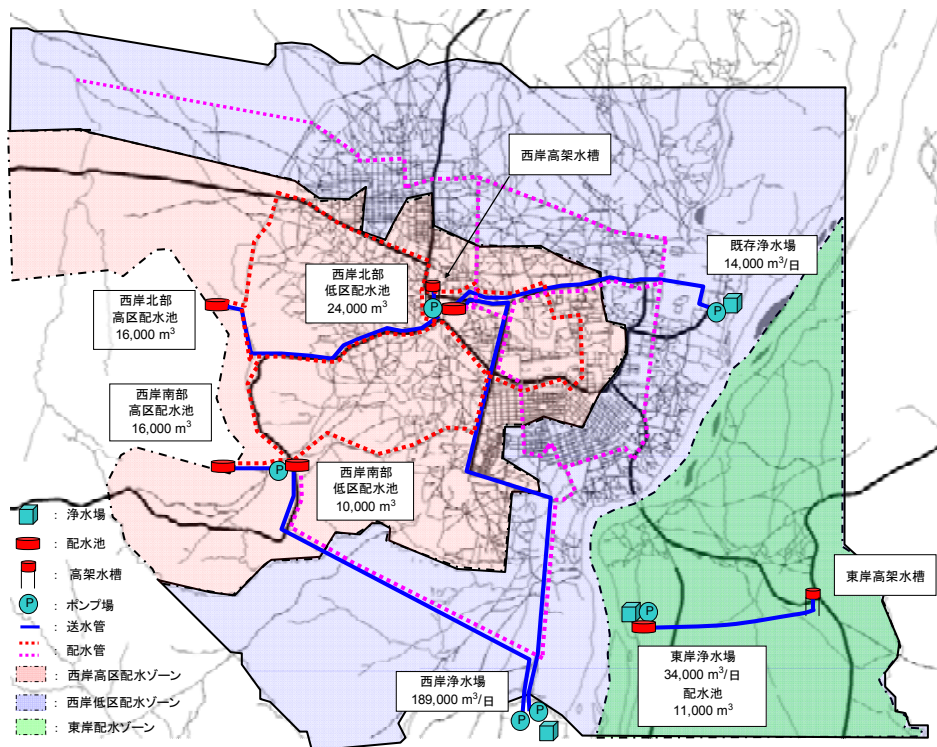 西岸高架水槽
既存浄水場
14,000 m³/日
西岸北部
低区配水池
24,000 m³
西岸北部
高区配水池
16,000 m³
西岸南部
高区配水池
16,000 m³
西岸南部
低区配水池
10,000 m³
東岸高架水槽
東岸浄水場
34,000 m³/日
配水池
11,000 m³
西岸浄水場
189,000 m³/日
P
P
P
P
P
: 浄水場
: 配水池
: 高架水槽
P : ポンプ場
: 送水管
: 配水管
: 西岸高区配水ゾーン
: 西岸低区配水ゾーン
: 東岸配水ゾーン